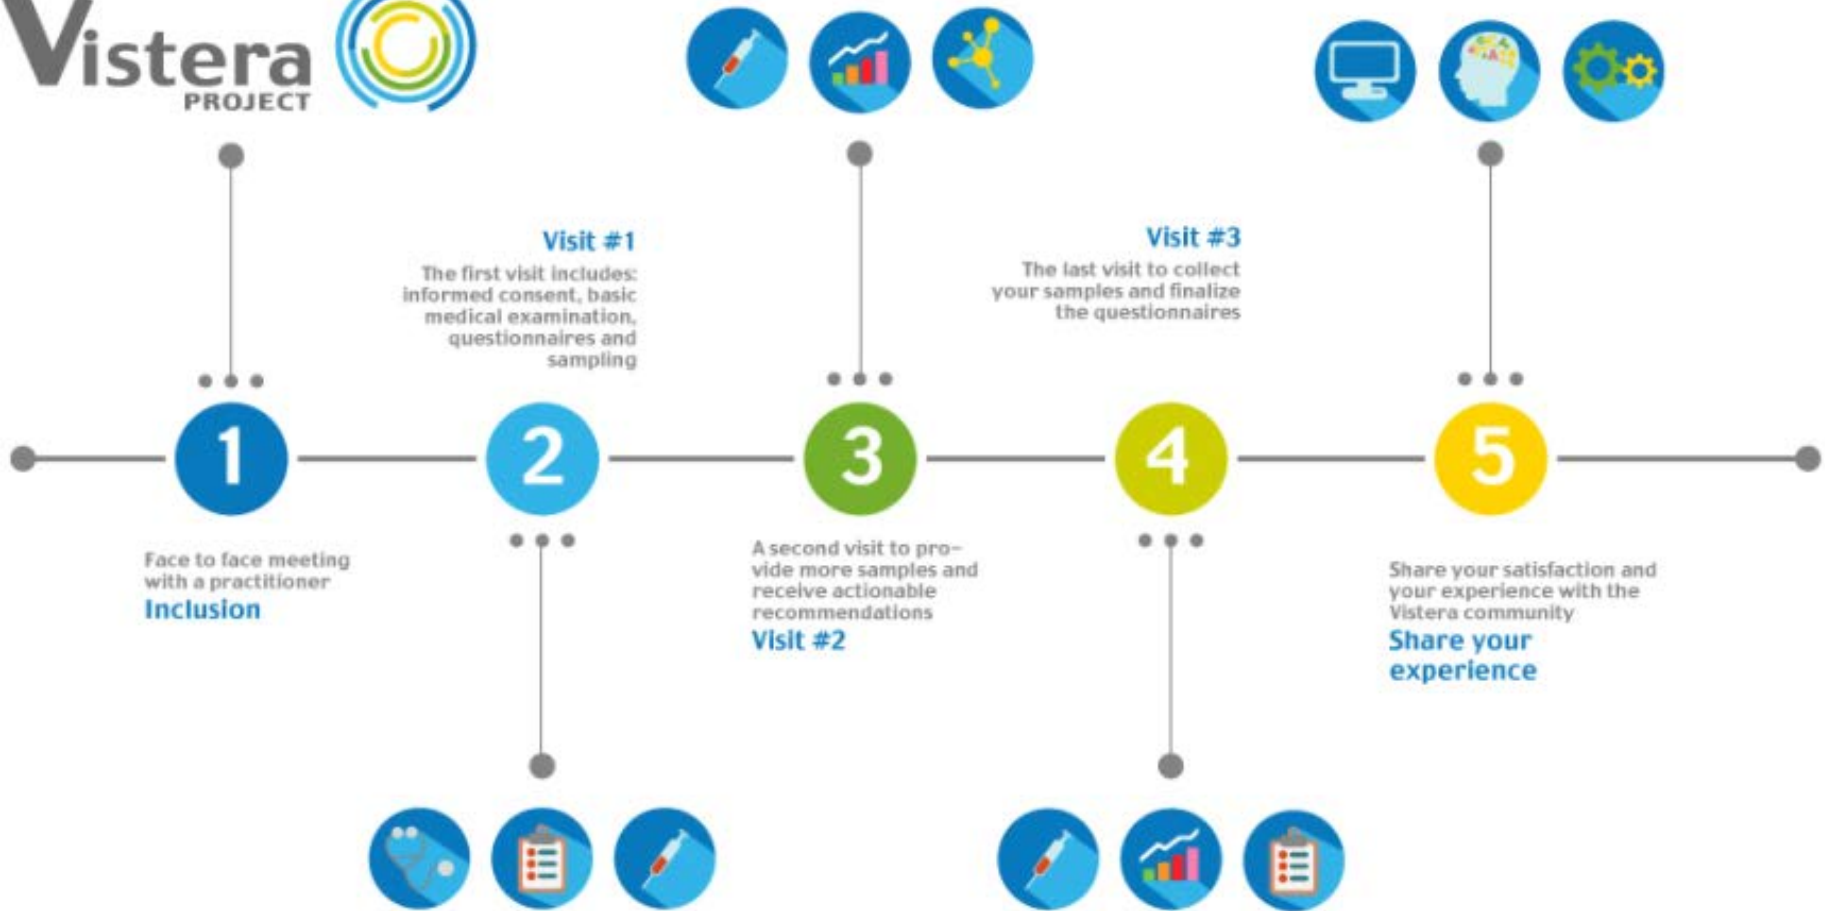 Vistera
PROJECT
Visit #1
The first visit includes:
informed consent, basic
medical examination,
questionnaires and
sampling
Visit #3
The last visit to collect
your samples and finalize
the questionnaires
1
2
3
4
5
Face to face meeting
with a practitioner
Inclusion
A second visit to pro-
vide more samples and
receive actionable
recommendations
Visit #2
Share your satisfaction and
your experience with the
Vistera community
Share your
experience